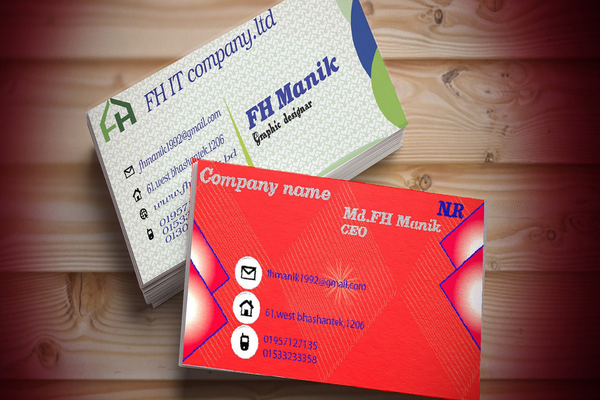 FH IT company.ltd
FH
FH Manik
Graphic designar
fhmanik1992@gmail.com
61,west bhashantek,1206
Company name
NR
Md.FH Manik
CEO
fhmanik1992@gmail.com
61,west bhashantek,1206
01957127135
01533233358